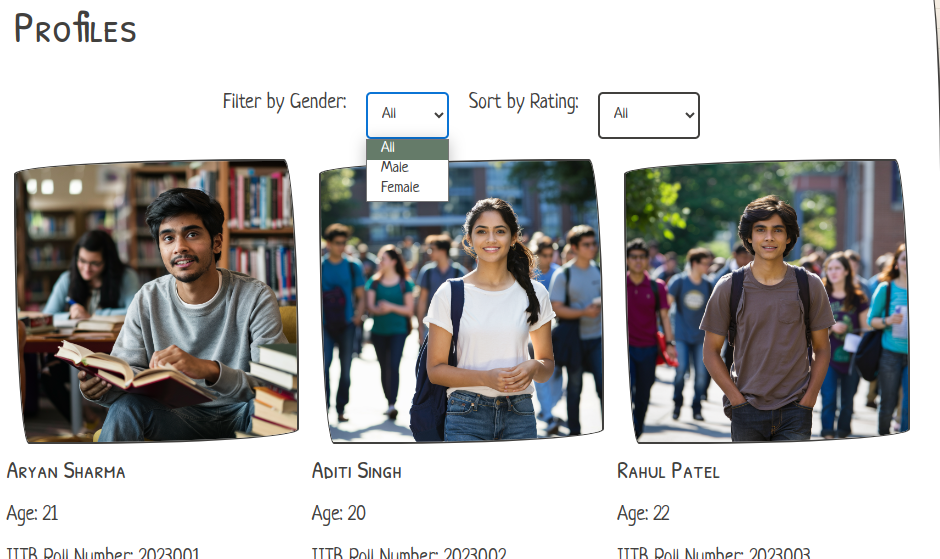 Profiles
Filter by Gender: All Sort by Rating: All
All
Male
Female
Aryan Sharma Aditi Singh Rahul Patel
Age: 21 Age: 20 Age: 22
IITB Roll Number: 2023001 IITB Roll Number: 2023002 IITB Roll Number: 2023003